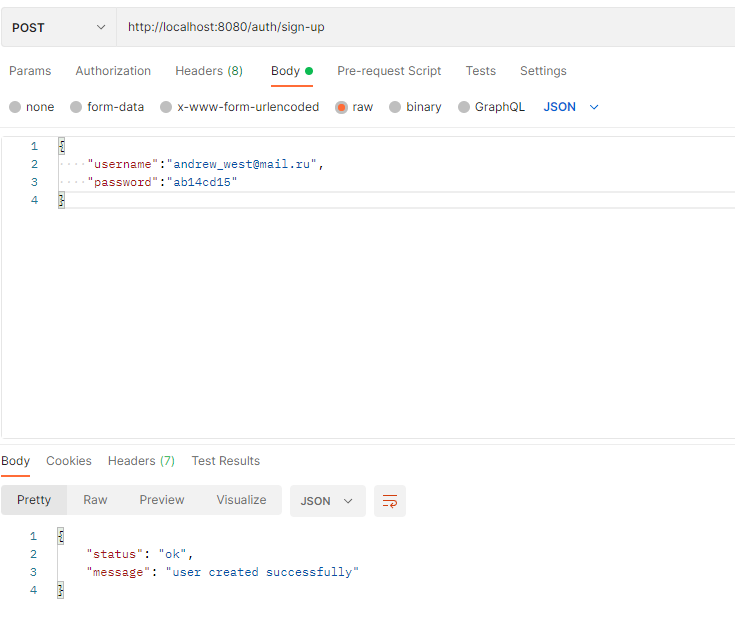 POST http://localhost:8080/auth/sign-up
Params Authorization Headers (8) Body Pre-request Script Tests Settings
none form-data x-www-form-urlencoded raw binary GraphQL JSON
1 {
2 ····"username":"andrew_west@mail.ru",
3 ····"password":"ab14cd15"
4 }
Body Cookies Headers (7) Test Results
Pretty Raw Preview Visualize JSON
1 {
2 "status": "ok",
3 "message": "user created successfully"
4 }